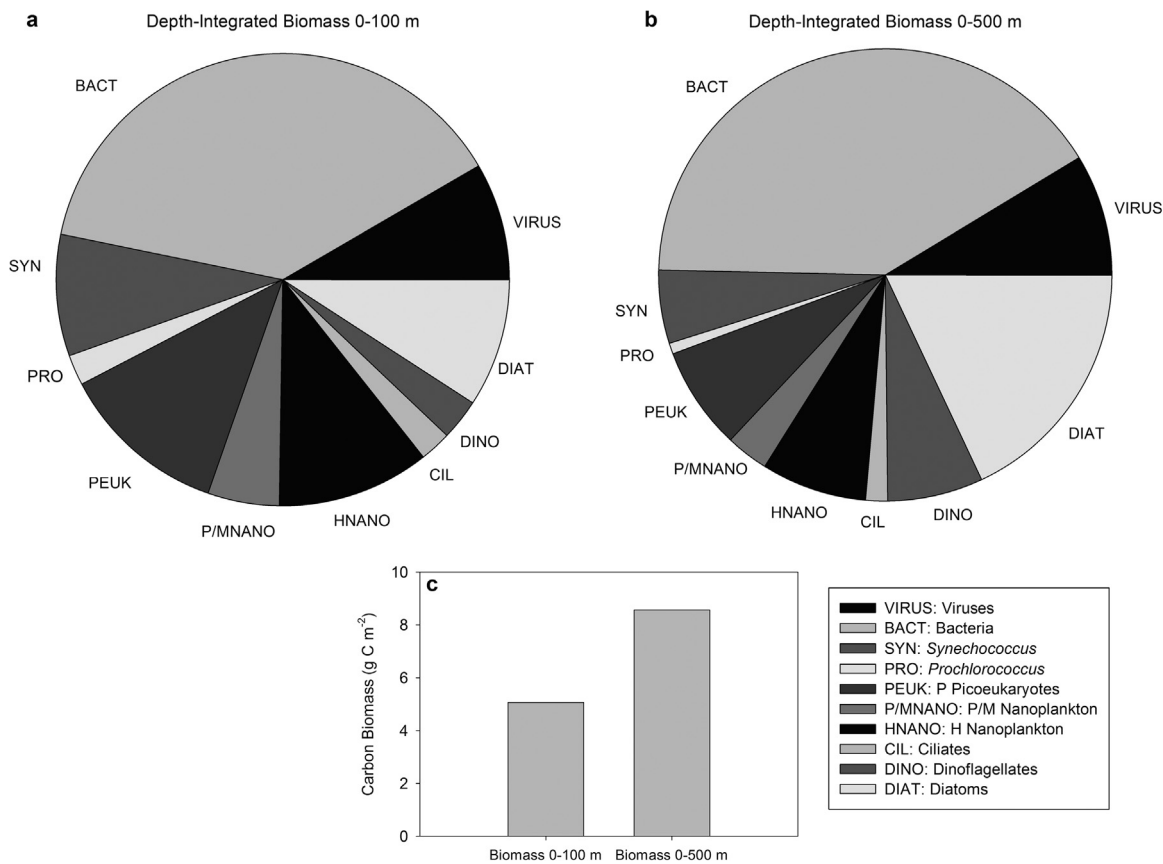 a
Depth-Integrated Biomass 0-100 m
BACT
VIRUS
SYN
PRO
PEUK
P/MNANO
HNANO
CIL
DINO
DIAT
b
Depth-Integrated Biomass 0-500 m
BACT
VIRUS
SYN
PRO
PEUK
P/MNANO
HNANO
CIL
DINO
DIAT
c
Carbon Biomass (g C m⁻²)
10
8
6
4
2
0
Biomass 0-100 m
Biomass 0-500 m
VIRUS: Viruses
BACT: Bacteria
SYN: Synechococcus
PRO: Prochlorococcus
PEUK: P Picoeukaryotes
P/MNANO: P/M Nanoplankton
HNANO: H Nanoplankton
CIL: Ciliates
DINO: Dinoflagellates
DIAT: Diatoms